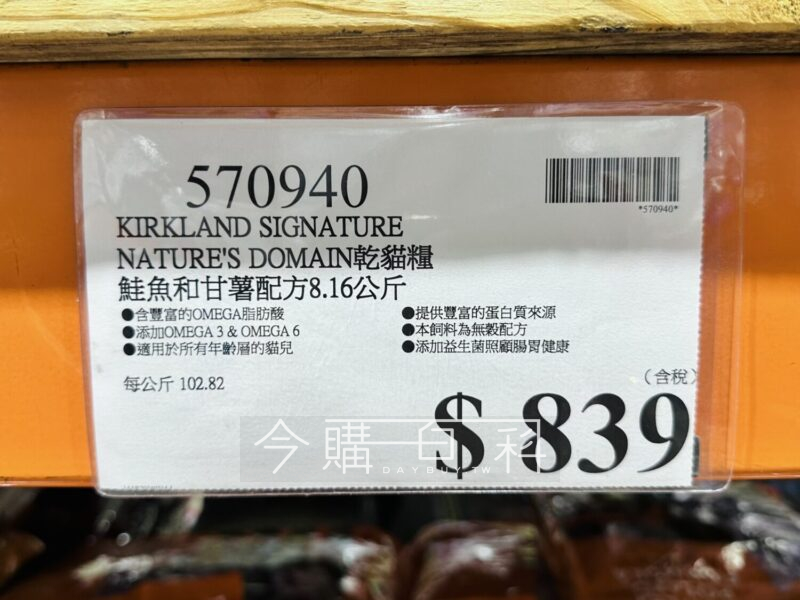 570940
*570940*
KIRKLAND SIGNATURE
NATURE'S DOMAIN乾貓糧
鮭魚和甘薯配方8.16公斤
●含豐富的OMEGA脂肪酸
●添加OMEGA 3 & OMEGA 6
●適用於所有年齡層的貓兒
●提供豐富的蛋白質來源
●本飼料為無穀配方
●添加益生菌照顧腸胃健康
每公斤 102.82
(含稅)
$ 839
今購百科
DAYBUY.TW